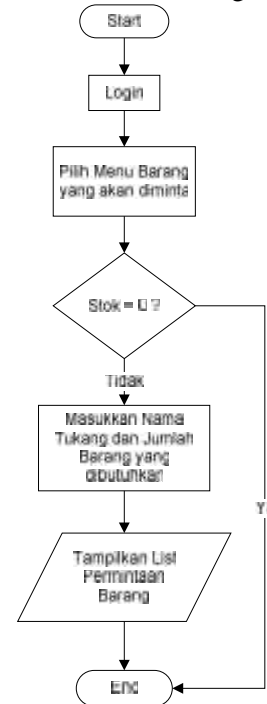 Start
Login
Pilih Menu Barang
yang akan diminta
Stok = 0 ?
Tidak
Masukkan Nama
Tukang dan Jumlah
Barang yang
dibutuhkan
Tampilkan List
Permintaan
Barang
End